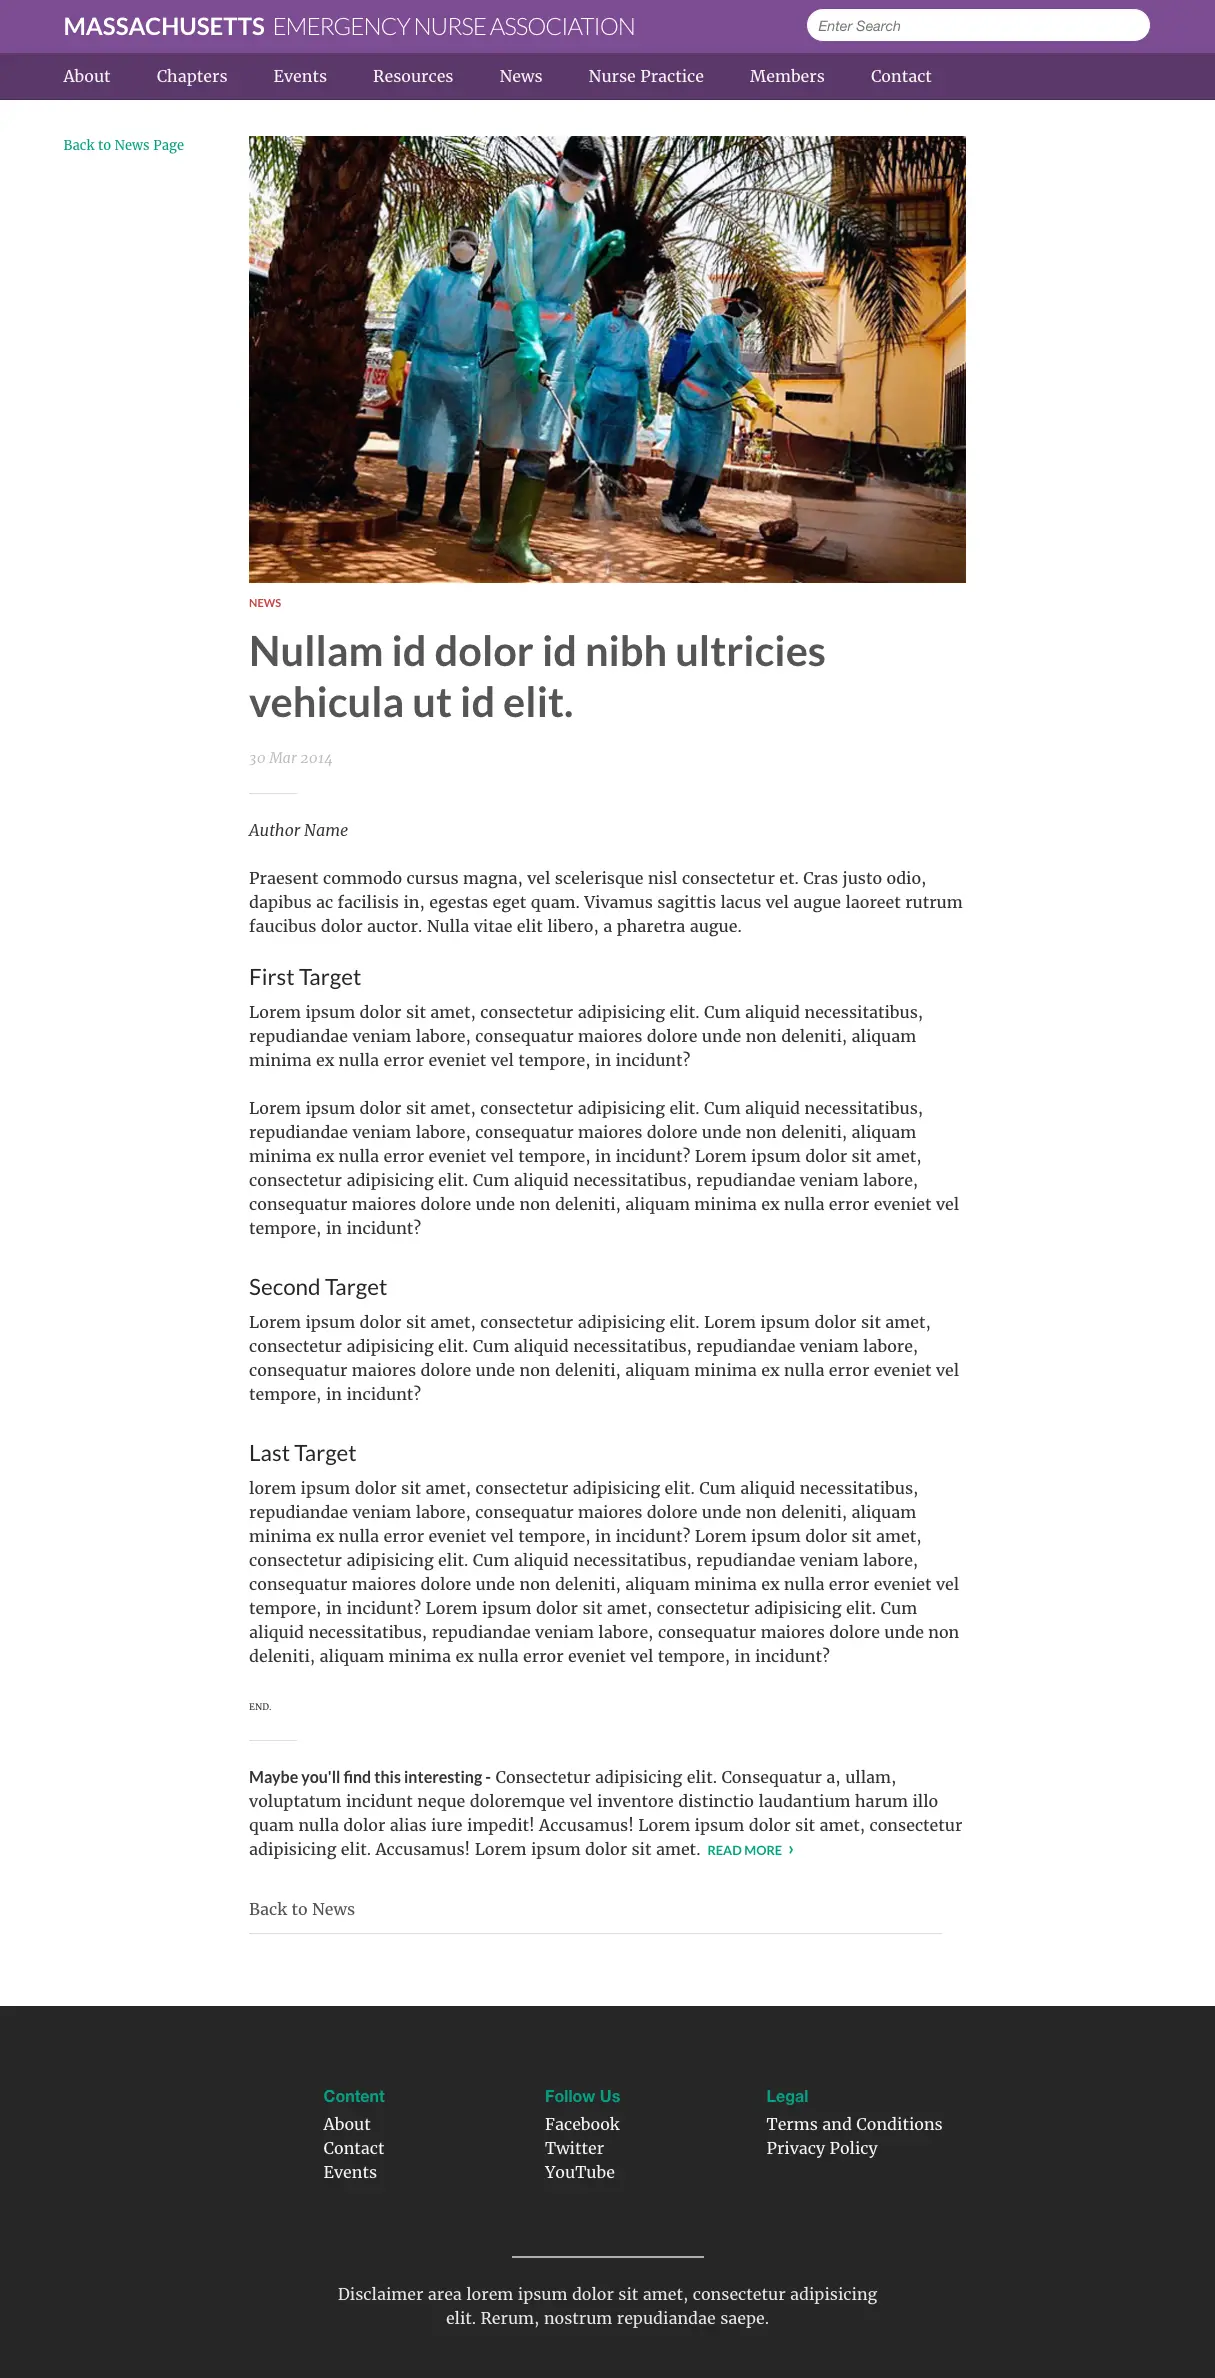 MASSACHUSETTS EMERGENCY NURSE ASSOCIATION
Enter Search
About Chapters Events Resources News Nurse Practice Members Contact
Back to News Page
NEWS
Nullam id dolor id nibh ultricies
vehicula ut id elit.
30 Mar 2014
Author Name
Praesent commodo cursus magna, vel scelerisque nisl consectetur et. Cras justo odio,
dapibus ac facilisis in, egestas eget quam. Vivamus sagittis lacus vel augue laoreet rutrum
faucibus dolor auctor. Nulla vitae elit libero, a pharetra augue.
First Target
Lorem ipsum dolor sit amet, consectetur adipisicing elit. Cum aliquid necessitatibus,
repudiandae veniam labore, consequatur maiores dolore unde non deleniti, aliquam
minima ex nulla error eveniet vel tempore, in incidunt?
Lorem ipsum dolor sit amet, consectetur adipisicing elit. Cum aliquid necessitatibus,
repudiandae veniam labore, consequatur maiores dolore unde non deleniti, aliquam
minima ex nulla error eveniet vel tempore, in incidunt? Lorem ipsum dolor sit amet,
consectetur adipisicing elit. Cum aliquid necessitatibus, repudiandae veniam labore,
consequatur maiores dolore unde non deleniti, aliquam minima ex nulla error eveniet vel
tempore, in incidunt?
Second Target
Lorem ipsum dolor sit amet, consectetur adipisicing elit. Lorem ipsum dolor sit amet,
consectetur adipisicing elit. Cum aliquid necessitatibus, repudiandae veniam labore,
consequatur maiores dolore unde non deleniti, aliquam minima ex nulla error eveniet vel
tempore, in incidunt?
Last Target
lorem ipsum dolor sit amet, consectetur adipisicing elit. Cum aliquid necessitatibus,
repudiandae veniam labore, consequatur maiores dolore unde non deleniti, aliquam
minima ex nulla error eveniet vel tempore, in incidunt? Lorem ipsum dolor sit amet,
consectetur adipisicing elit. Cum aliquid necessitatibus, repudiandae veniam labore,
consequatur maiores dolore unde non deleniti, aliquam minima ex nulla error eveniet vel
tempore, in incidunt? Lorem ipsum dolor sit amet, consectetur adipisicing elit. Cum
aliquid necessitatibus, repudiandae veniam labore, consequatur maiores dolore unde non
deleniti, aliquam minima ex nulla error eveniet vel tempore, in incidunt?
END.
Maybe you'll find this interesting - Consectetur adipisicing elit. Consequatur a, ullam,
voluptatum incidunt neque doloremque vel inventore distinctio laudantium harum illo
quam nulla dolor alias iure impedit! Accusamus! Lorem ipsum dolor sit amet, consectetur
adipisicing elit. Accusamus! Lorem ipsum dolor sit amet. READ MORE ›
Back to News
Content
About
Contact
Events
Follow Us
Facebook
Twitter
YouTube
Legal
Terms and Conditions
Privacy Policy
Disclaimer area lorem ipsum dolor sit amet, consectetur adipisicing
elit. Rerum, nostrum repudiandae saepe.